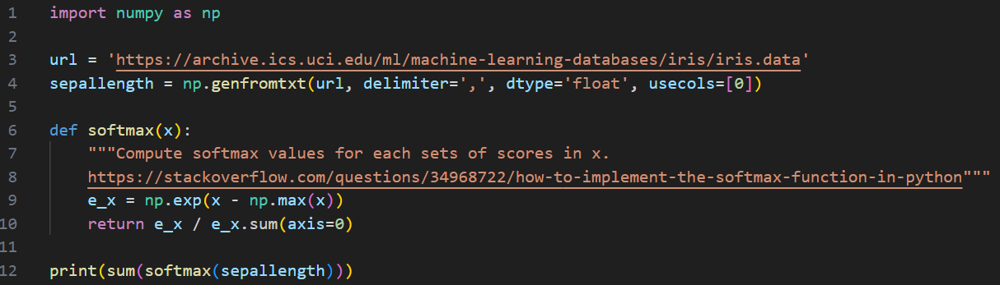 1 import numpy as np
2
3 url = 'https://archive.ics.uci.edu/ml/machine-learning-databases/iris/iris.data'
4 sepallength = np.genfromtxt(url, delimiter=',', dtype='float', usecols=[0])
5
6 def softmax(x):
7     """Compute softmax values for each sets of scores in x.
8     https://stackoverflow.com/questions/34968722/how-to-implement-the-softmax-function-in-python"""
9     e_x = np.exp(x - np.max(x))
10     return e_x / e_x.sum(axis=0)
11
12 print(sum(softmax(sepallength)))